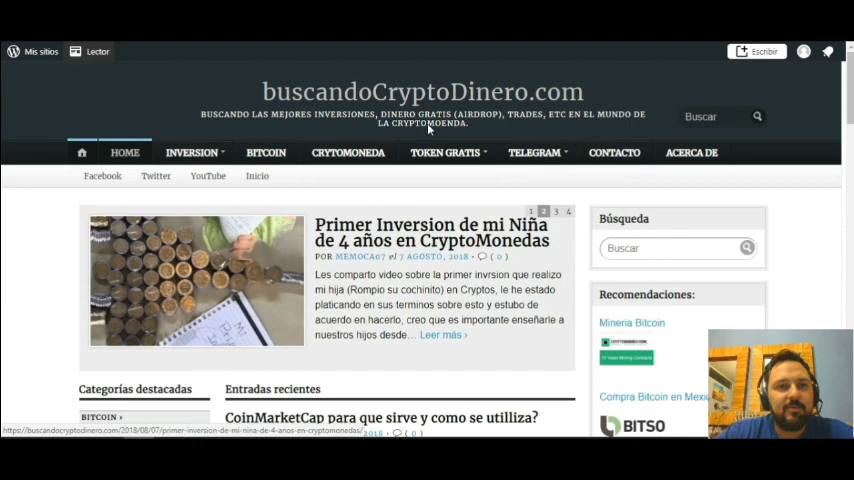 Mis sitios
Lector
Escribir
buscandoCryptoDinero.com
BUSCANDO LAS MEJORES INVERSIONES, DINERO GRATIS (AIRDROP), TRADES, ETC EN EL MUNDO DE
LA CRYPTOMOENDA.
Buscar
HOME
INVERSION
BITCOIN
CRYTOMONEDA
TOKEN GRATIS
TELEGRAM
CONTACTO
ACERCA DE
Facebook
Twitter
YouTube
Inicio
1 2 3 4
Primer Inversion de mi Niña
de 4 años en CryptoMonedas
POR MEMOCA07 el 7 AGOSTO, 2018 • ( 0 )
Les comparto video sobre la primer invrsion que realizo
mi hija (Rompio su cochinito) en Cryptos, le he estado
platicando en sus terminos sobre esto y estubo de
acuerdo en hacerlo, creo que es importante enseñarle a
nuestros hijos desde… Leer más ›
Búsqueda
Buscar
Recomendaciones:
Mineria Bitcoin
Compra Bitcoin en Mexi
BITSO
Categorías destacadas
BITCOIN ›
Entradas recientes
CoinMarketCap para que sirve y como se utilliza?
2018 • ( 0 )
https://buscandocryptodinero.com/2018/08/07/primer-inversion-de-mi-nina-de-4-anos-en-cryptomonedas/